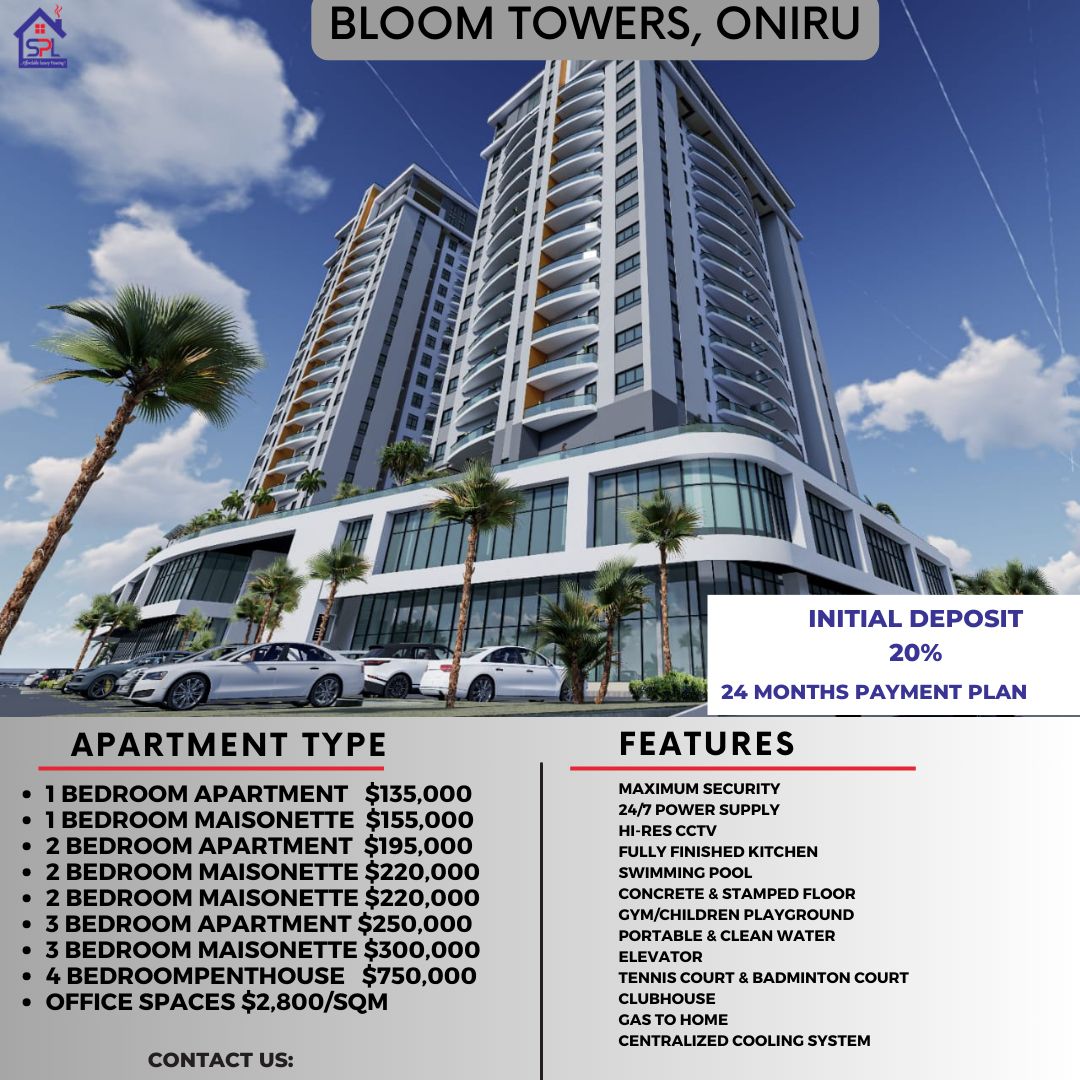 SPL
Affordable Luxury Housing
BLOOM TOWERS, ONIRU
INITIAL DEPOSIT
20%
24 MONTHS PAYMENT PLAN
APARTMENT TYPE
• 1 BEDROOM APARTMENT $135,000
• 1 BEDROOM MAISONETTE $155,000
• 2 BEDROOM APARTMENT $195,000
• 2 BEDROOM MAISONETTE $220,000
• 2 BEDROOM MAISONETTE $220,000
• 3 BEDROOM APARTMENT $250,000
• 3 BEDROOM MAISONETTE $300,000
• 4 BEDROOMPENTHOUSE $750,000
• OFFICE SPACES $2,800/SQM
CONTACT US:
FEATURES
MAXIMUM SECURITY
24/7 POWER SUPPLY
HI-RES CCTV
FULLY FINISHED KITCHEN
SWIMMING POOL
CONCRETE & STAMPED FLOOR
GYM/CHILDREN PLAYGROUND
PORTABLE & CLEAN WATER
ELEVATOR
TENNIS COURT & BADMINTON COURT
CLUBHOUSE
GAS TO HOME
CENTRALIZED COOLING SYSTEM